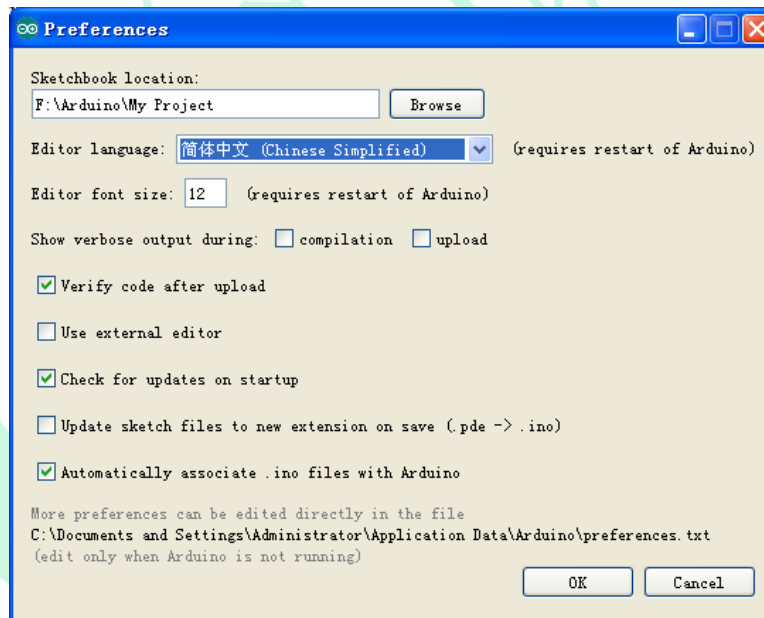 Preferences
Sketchbook location:
F:\Arduino\My Project
Browse
Editor language: 简体中文 (Chinese Simplified) (requires restart of Arduino)
Editor font size: 12 (requires restart of Arduino)
Show verbose output during: compilation upload
Verify code after upload
Use external editor
Check for updates on startup
Update sketch files to new extension on save (.pde -> .ino)
Automatically associate .ino files with Arduino
More preferences can be edited directly in the file
C:\Documents and Settings\Administrator\Application Data\Arduino\preferences.txt
(edit only when Arduino is not running)
OK Cancel